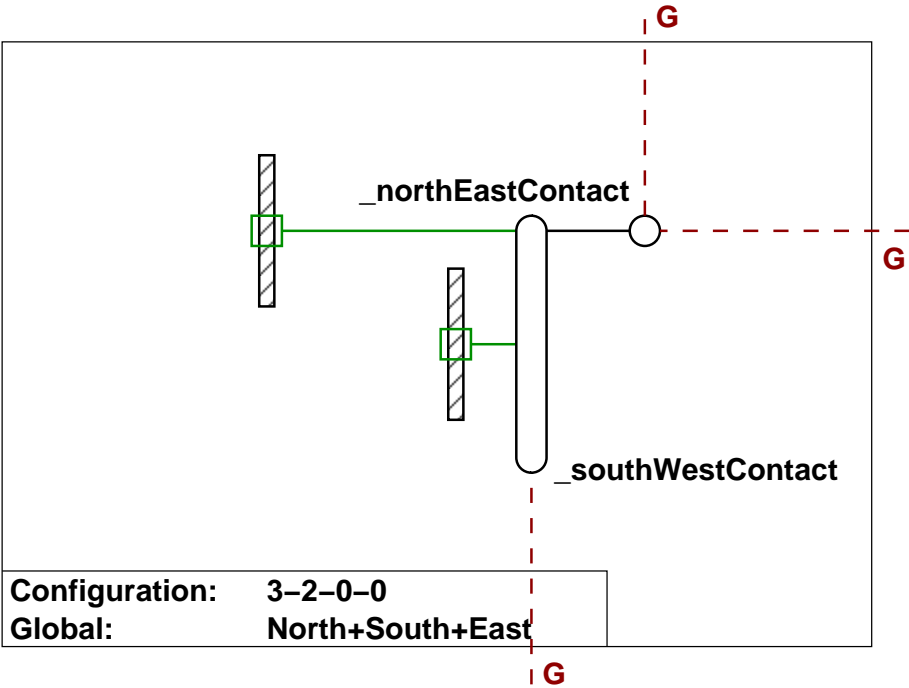 G
_northEastContact
G
_southWestContact
Configuration: 3–2–0–0
Global: North+South+East
G